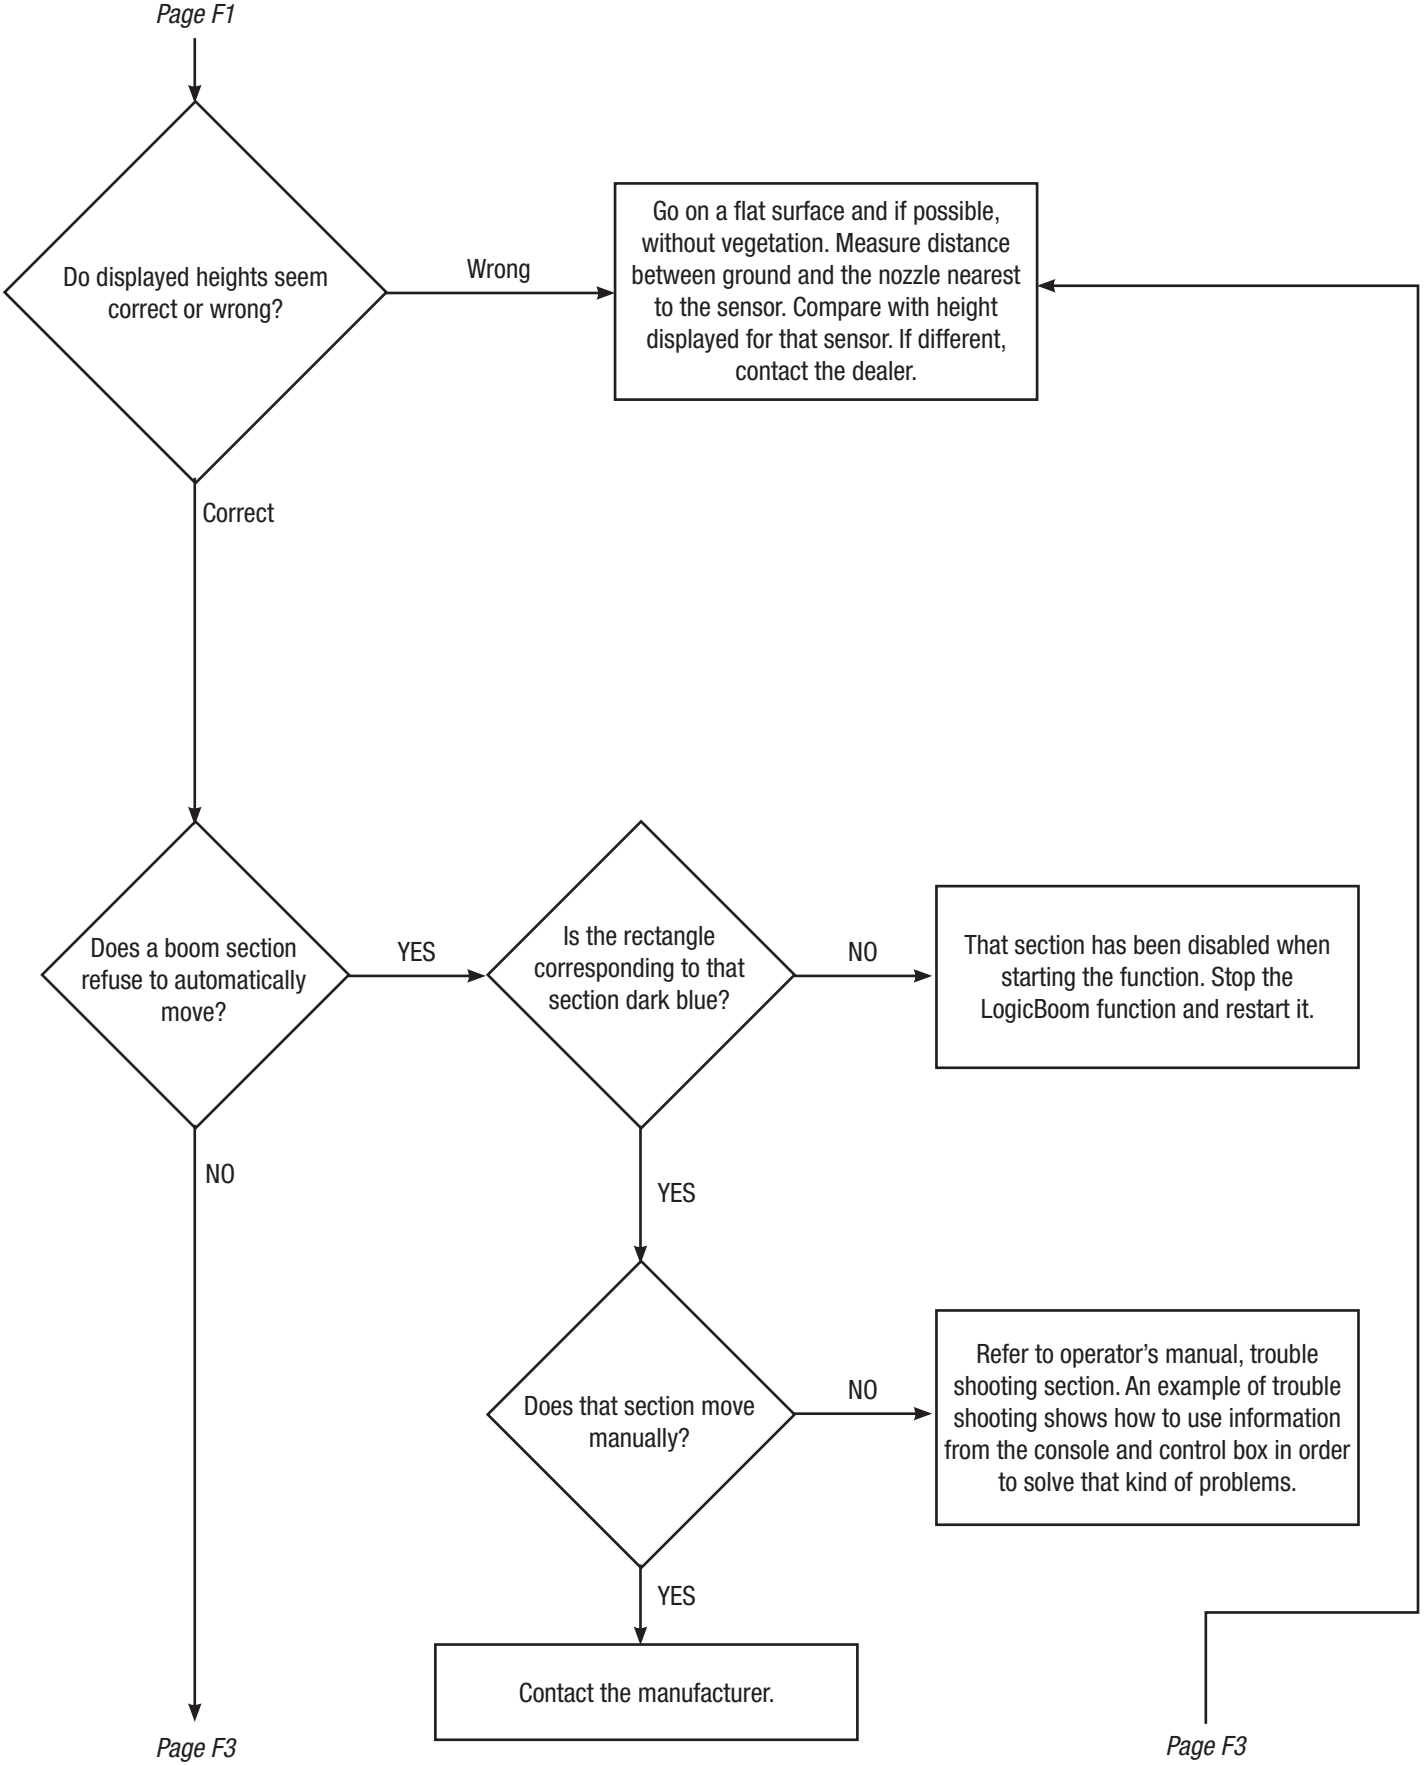 Page F1
Do displayed heights seem
correct or wrong?
Wrong
Go on a flat surface and if possible,
without vegetation. Measure distance
between ground and the nozzle nearest
to the sensor. Compare with height
displayed for that sensor. If different,
contact the dealer.
Correct
Does a boom section
refuse to automatically
move?
YES
Is the rectangle
corresponding to that
section dark blue?
NO
That section has been disabled when
starting the function. Stop the
LogicBoom function and restart it.
NO
YES
Does that section move
manually?
NO
Refer to operator’s manual, trouble
shooting section. An example of trouble
shooting shows how to use information
from the console and control box in order
to solve that kind of problems.
YES
Contact the manufacturer.
Page F3
Page F3